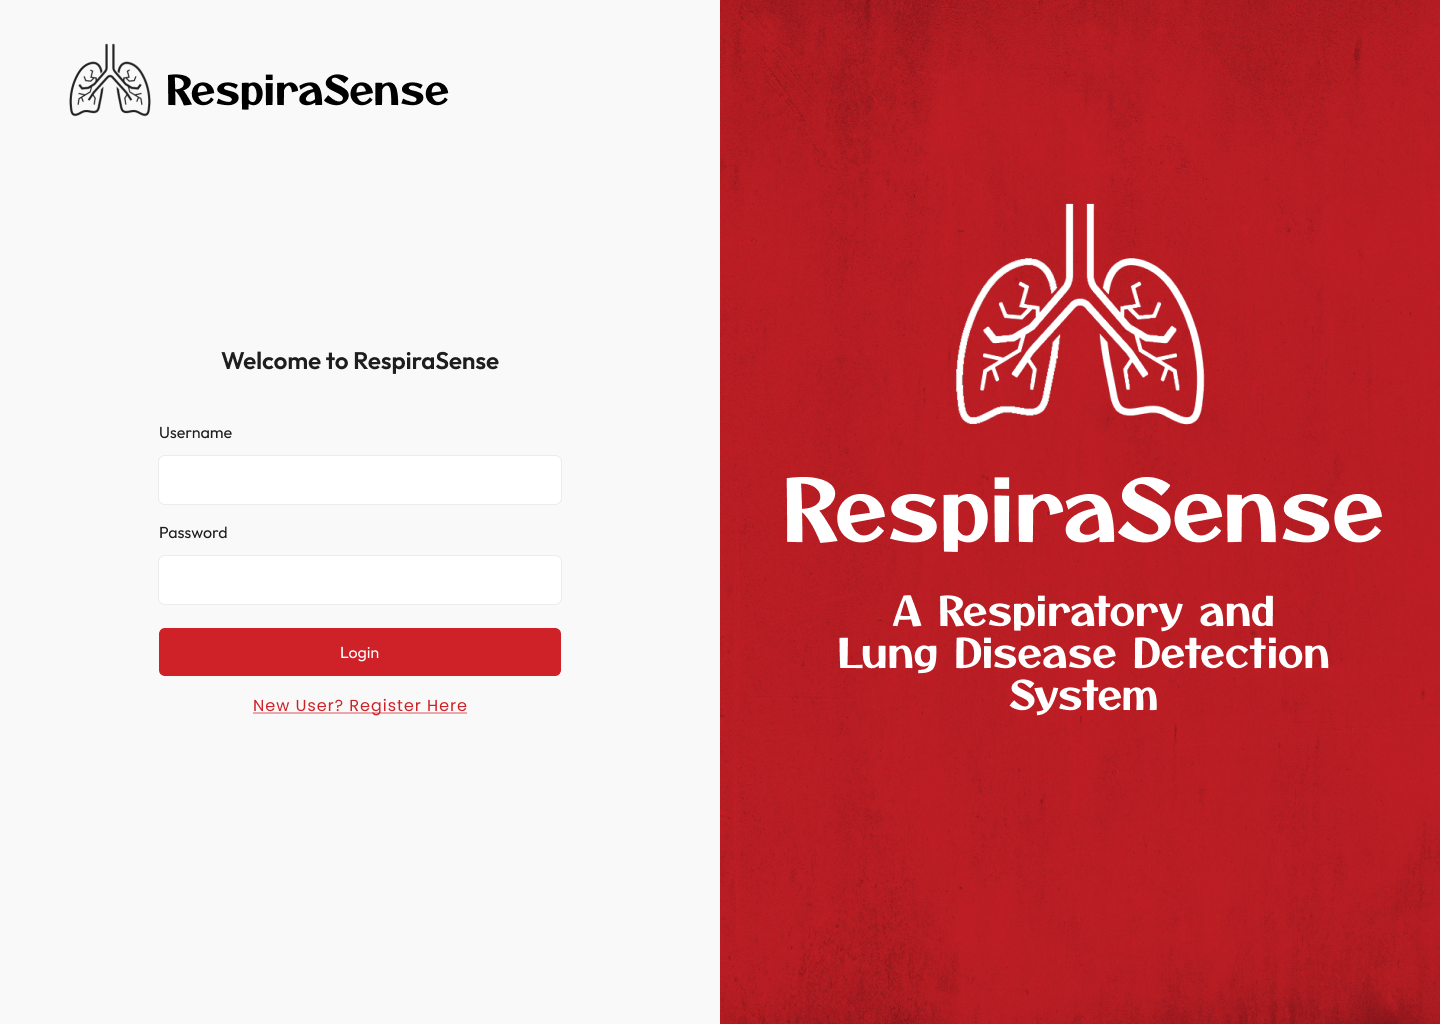 RespiraSense
Welcome to RespiraSense
Username
Password
Login
New User? Register Here
RespiraSense
A Respiratory and
Lung Disease Detection
System